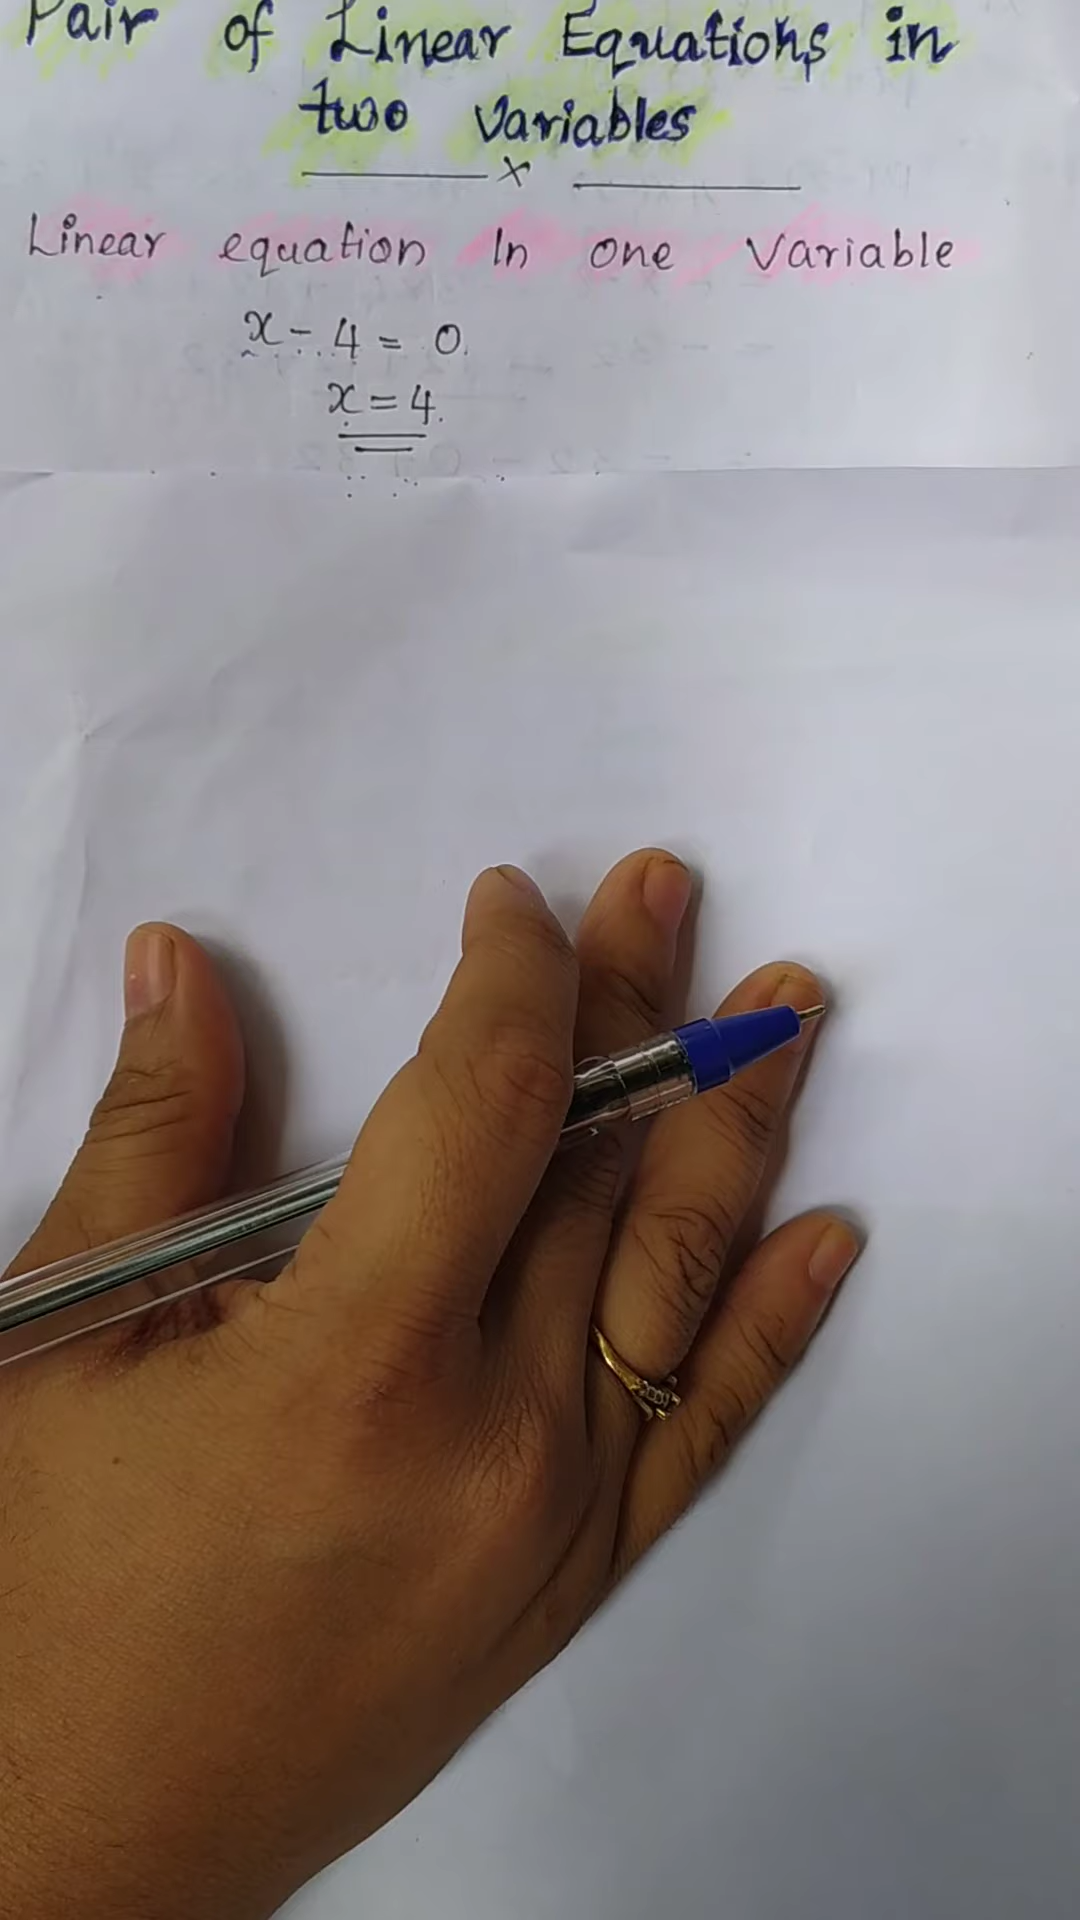 Pair of Linear Equations in
two Variables
x
Linear equation In one Variable
x - 4 = 0.
x = 4.